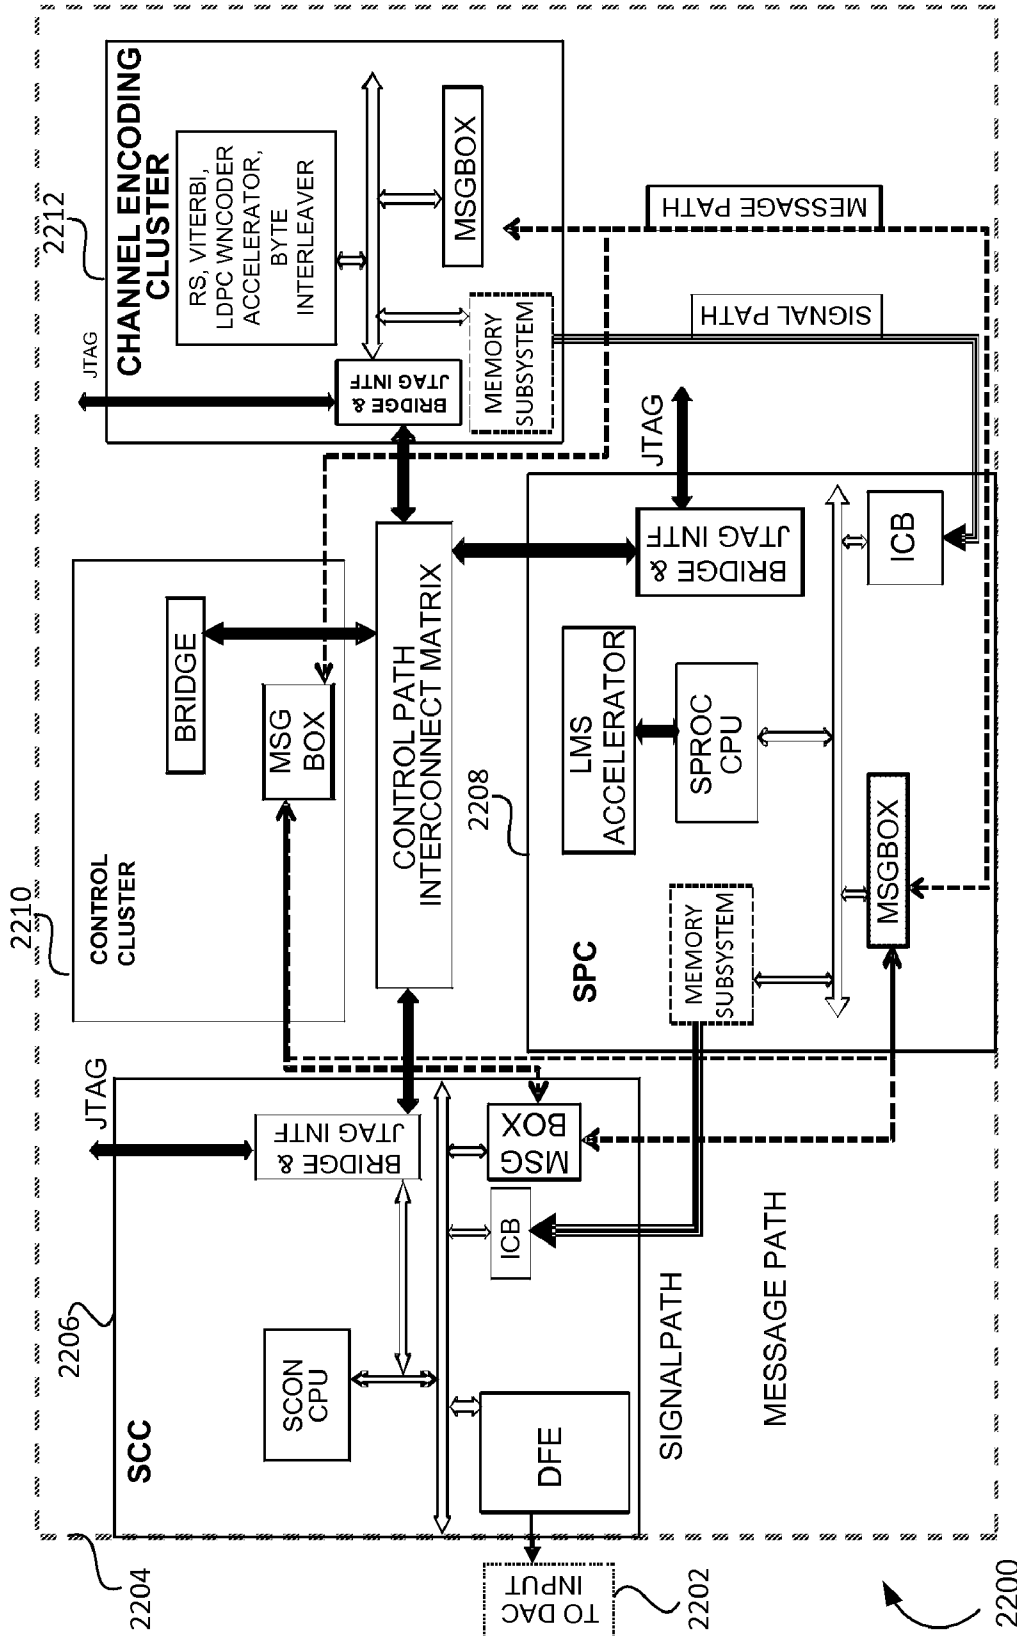 2200
2202
TO DAC
INPUT
2204
2206
SCC
SCON
CPU
DFE
JTAG
BRIDGE &
JTAG INTF
ICB
MSG
BOX
SIGNALPATH
MESSAGE PATH
2210
CONTROL
CLUSTER
BRIDGE
MSG
BOX
CONTROL PATH
INTERCONNECT MATRIX
2208
SPC
MEMORY
SUBSYSTEM
LMS
ACCELERATOR
SPROC
CPU
MSGBOX
BRIDGE &
JTAG INTF
JTAG
ICB
2212
CHANNEL ENCODING
CLUSTER
JTAG
RS, VITERBI,
LDPC WNCODER
ACCELERATOR,
BYTE
INTERLEAVER
BRIDGE &
JTAG INTF
MSGBOX
MEMORY
SUBSYSTEM
SIGNAL PATH
MESSAGE PATH